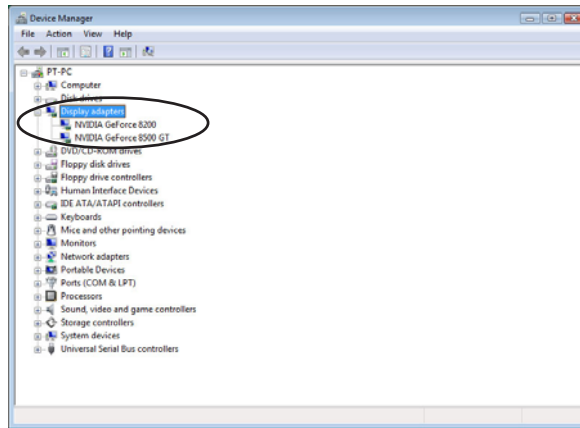 Device Manager
File Action View Help
PT-PC
Computer
Disk drives
Display adapters
NVIDIA GeForce 8200
NVIDIA GeForce 8500 GT
DVD/CD-ROM drives
Floppy disk drives
Floppy drive controllers
Human Interface Devices
IDE ATA/ATAPI controllers
Keyboards
Mice and other pointing devices
Monitors
Network adapters
Portable Devices
Ports (COM & LPT)
Processors
Sound, video and game controllers
Storage controllers
System devices
Universal Serial Bus controllers